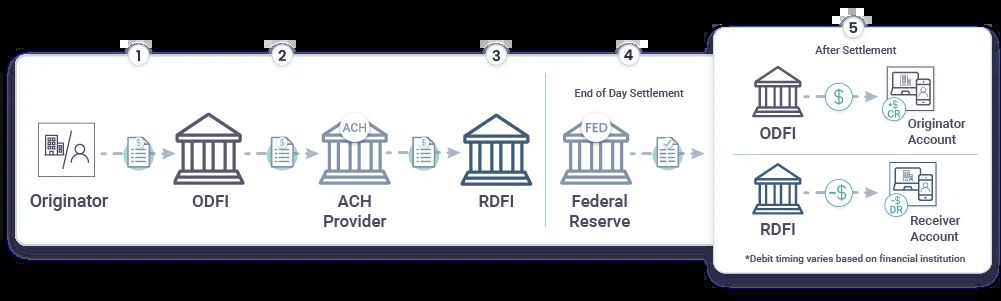 1
2
3
4
5
After Settlement
End of Day Settlement
$
$
$
ACH
FED
$
+$
CR
ODFI
Originator
Account
Originator
ODFI
ACH
Provider
RDFI
Federal
Reserve
-$
-$
DR
RDFI
Receiver
Account
*Debit timing varies based on financial institution